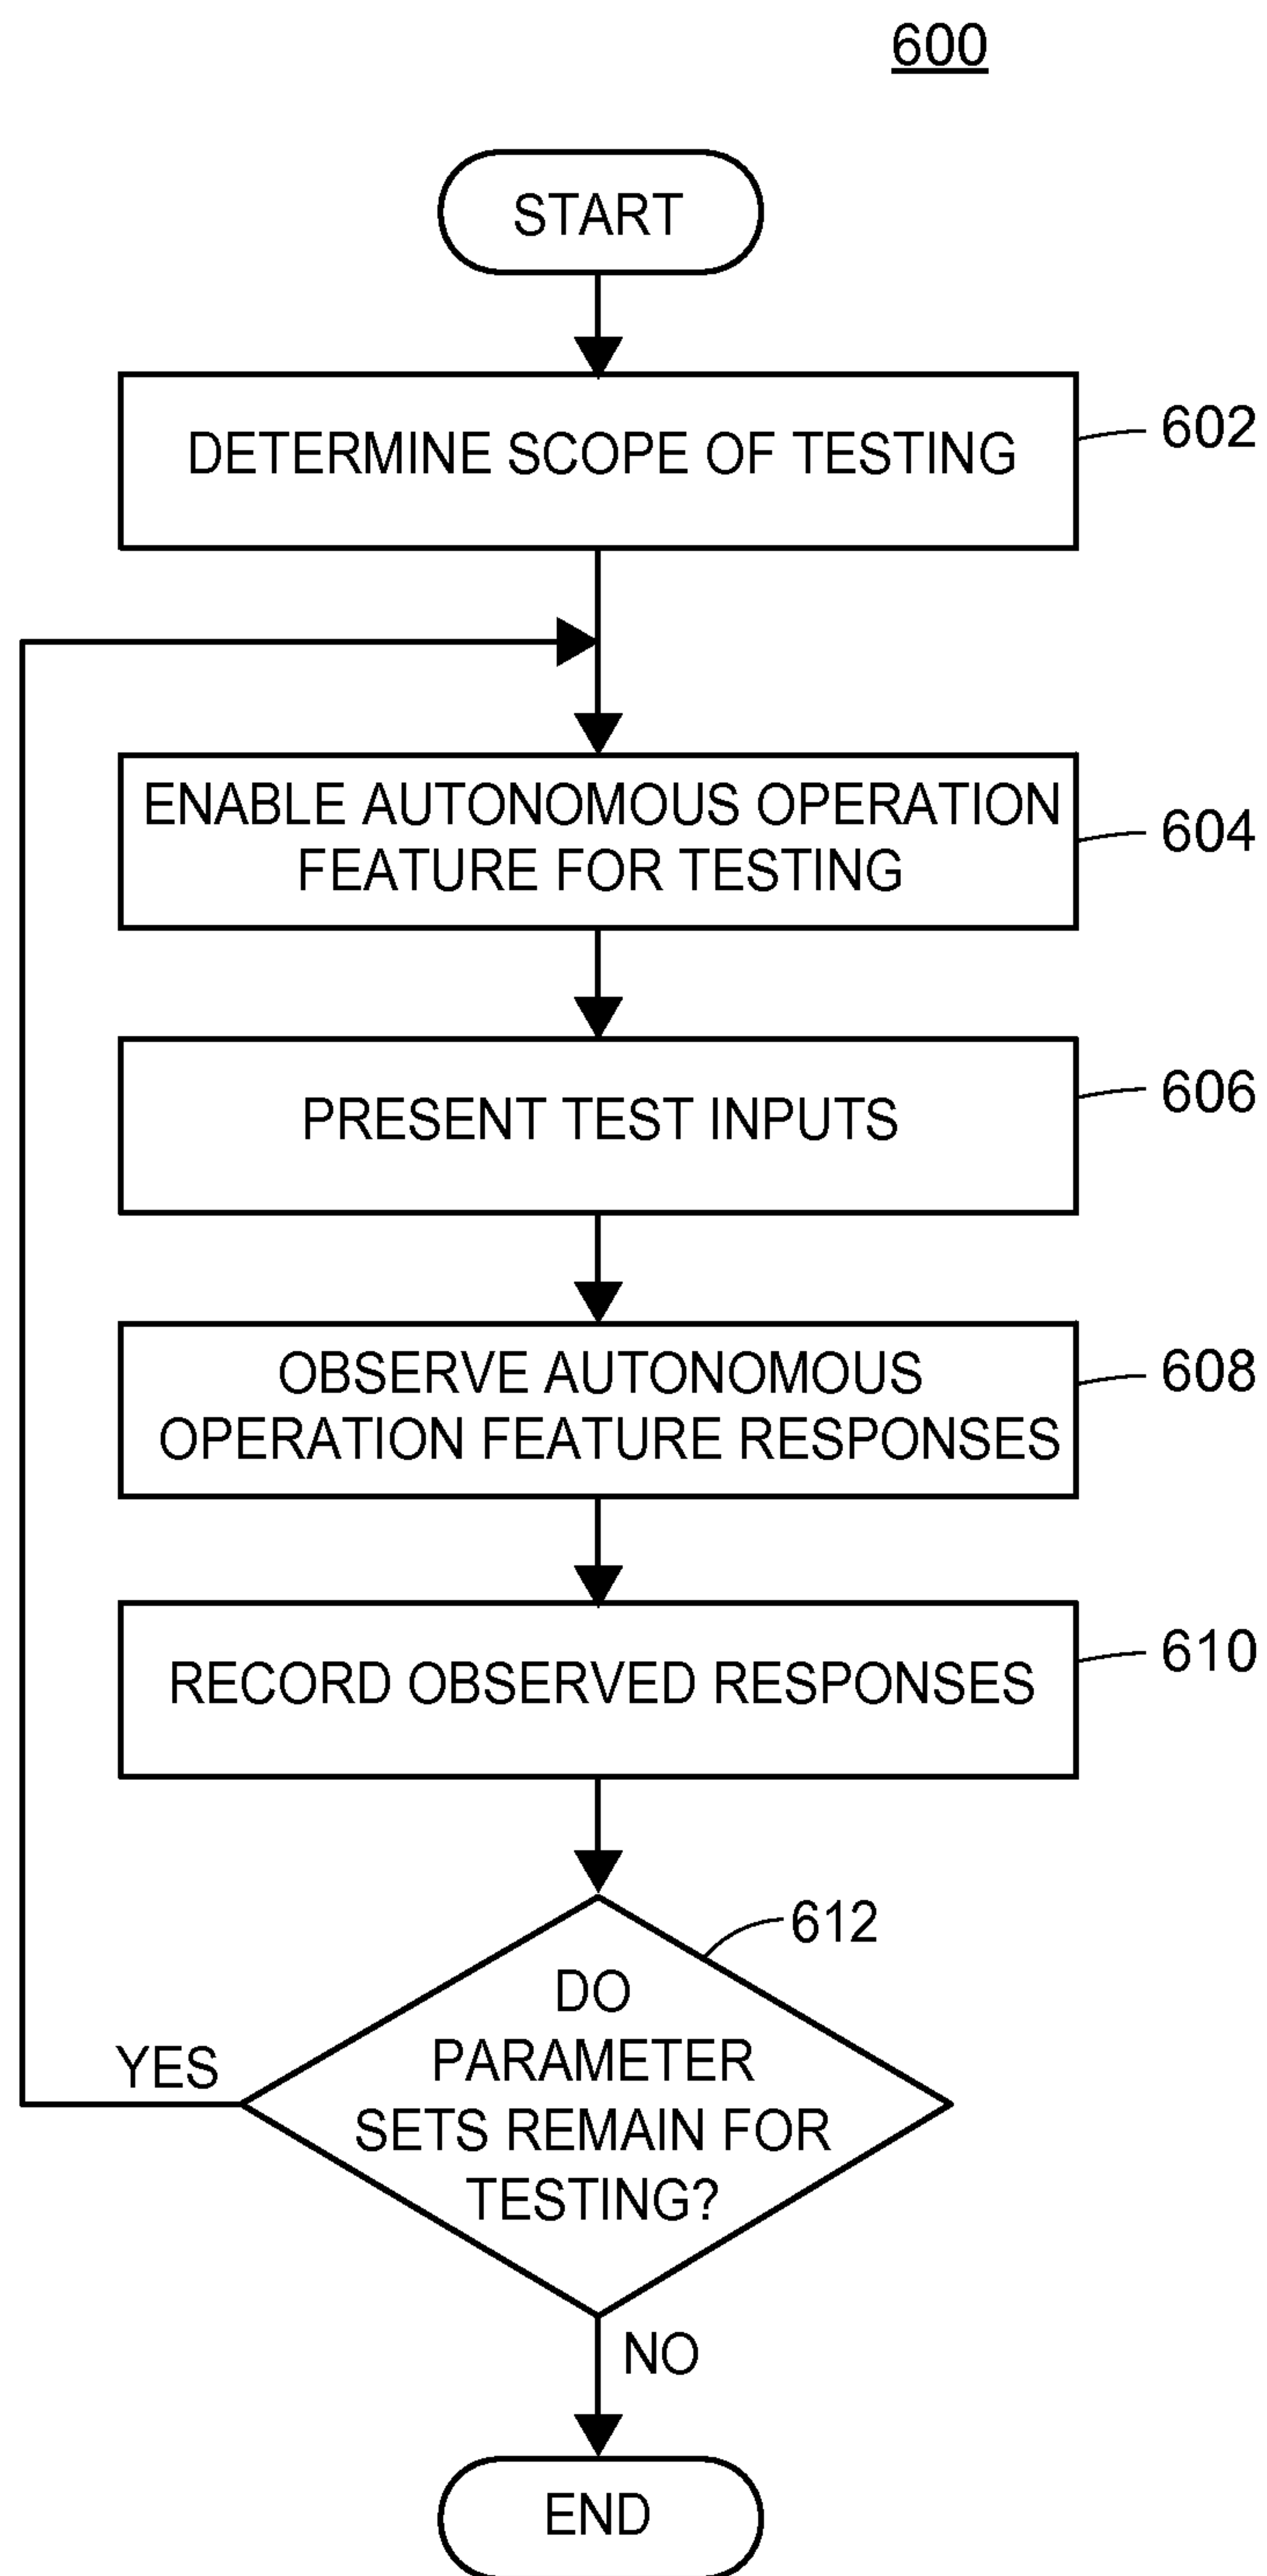 600
START
DETERMINE SCOPE OF TESTING
602
ENABLE AUTONOMOUS OPERATION
FEATURE FOR TESTING
604
PRESENT TEST INPUTS
606
OBSERVE AUTONOMOUS
OPERATION FEATURE RESPONSES
608
RECORD OBSERVED RESPONSES
610
612
DO
PARAMETER
SETS REMAIN FOR
TESTING?
YES
NO
END